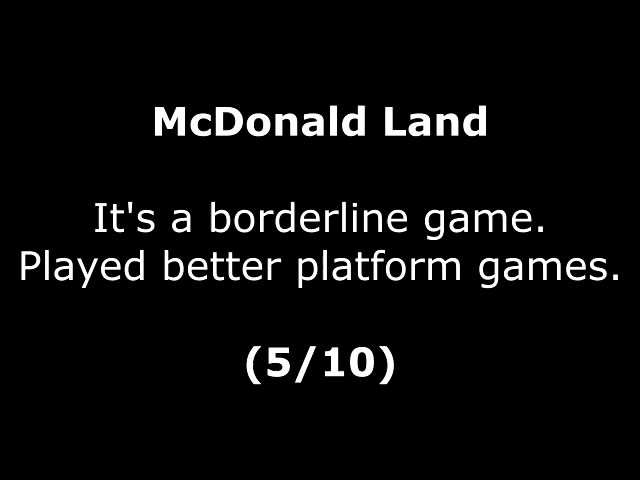 McDonald Land
It's a borderline game.
Played better platform games.
(5/10)